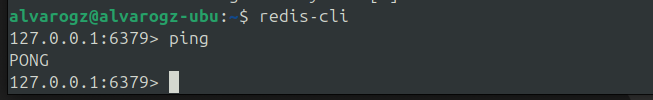 alvarogz@alvarogz-ubu:~$ redis-cli
127.0.0.1:6379> ping
PONG
127.0.0.1:6379>